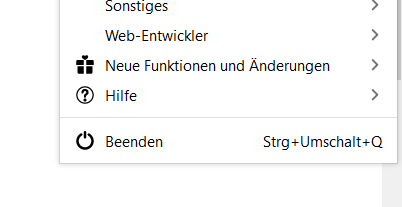 Sonstiges
Web-Entwickler
Neue Funktionen und Änderungen
Hilfe
Beenden Strg+Umschalt+Q